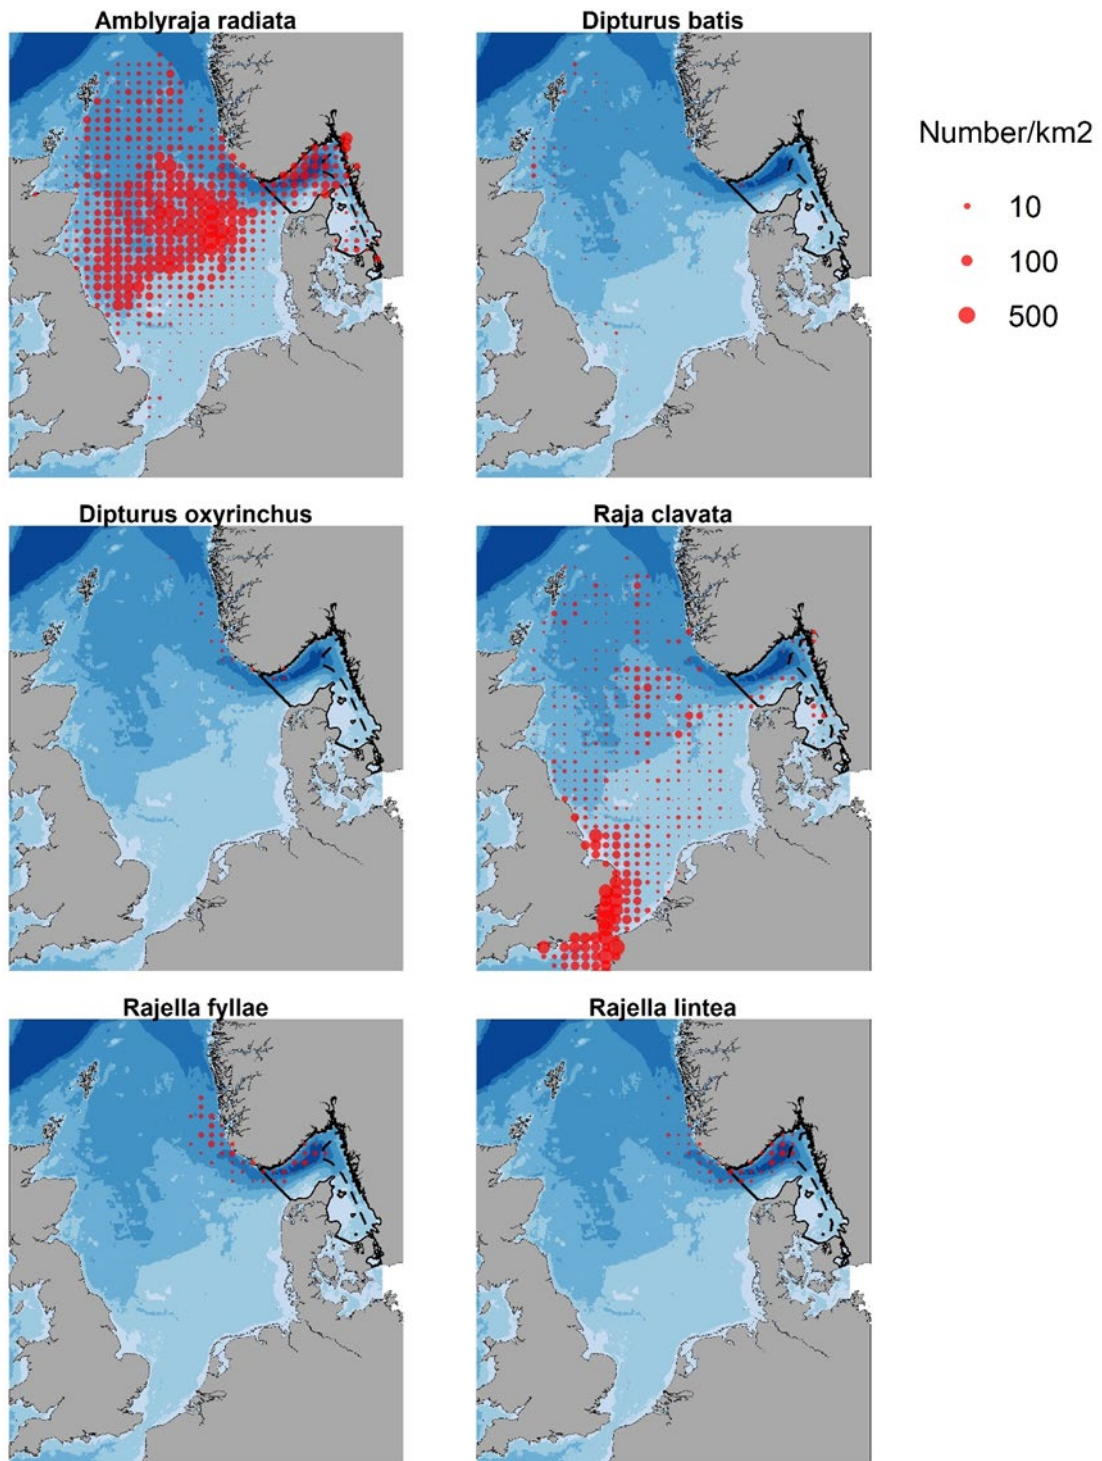 Amblyraja radiata
Dipturus batis
Number/km2
10
100
500
Dipturus oxyrinchus
Raja clavata
Rajella fyllae
Rajella lintea